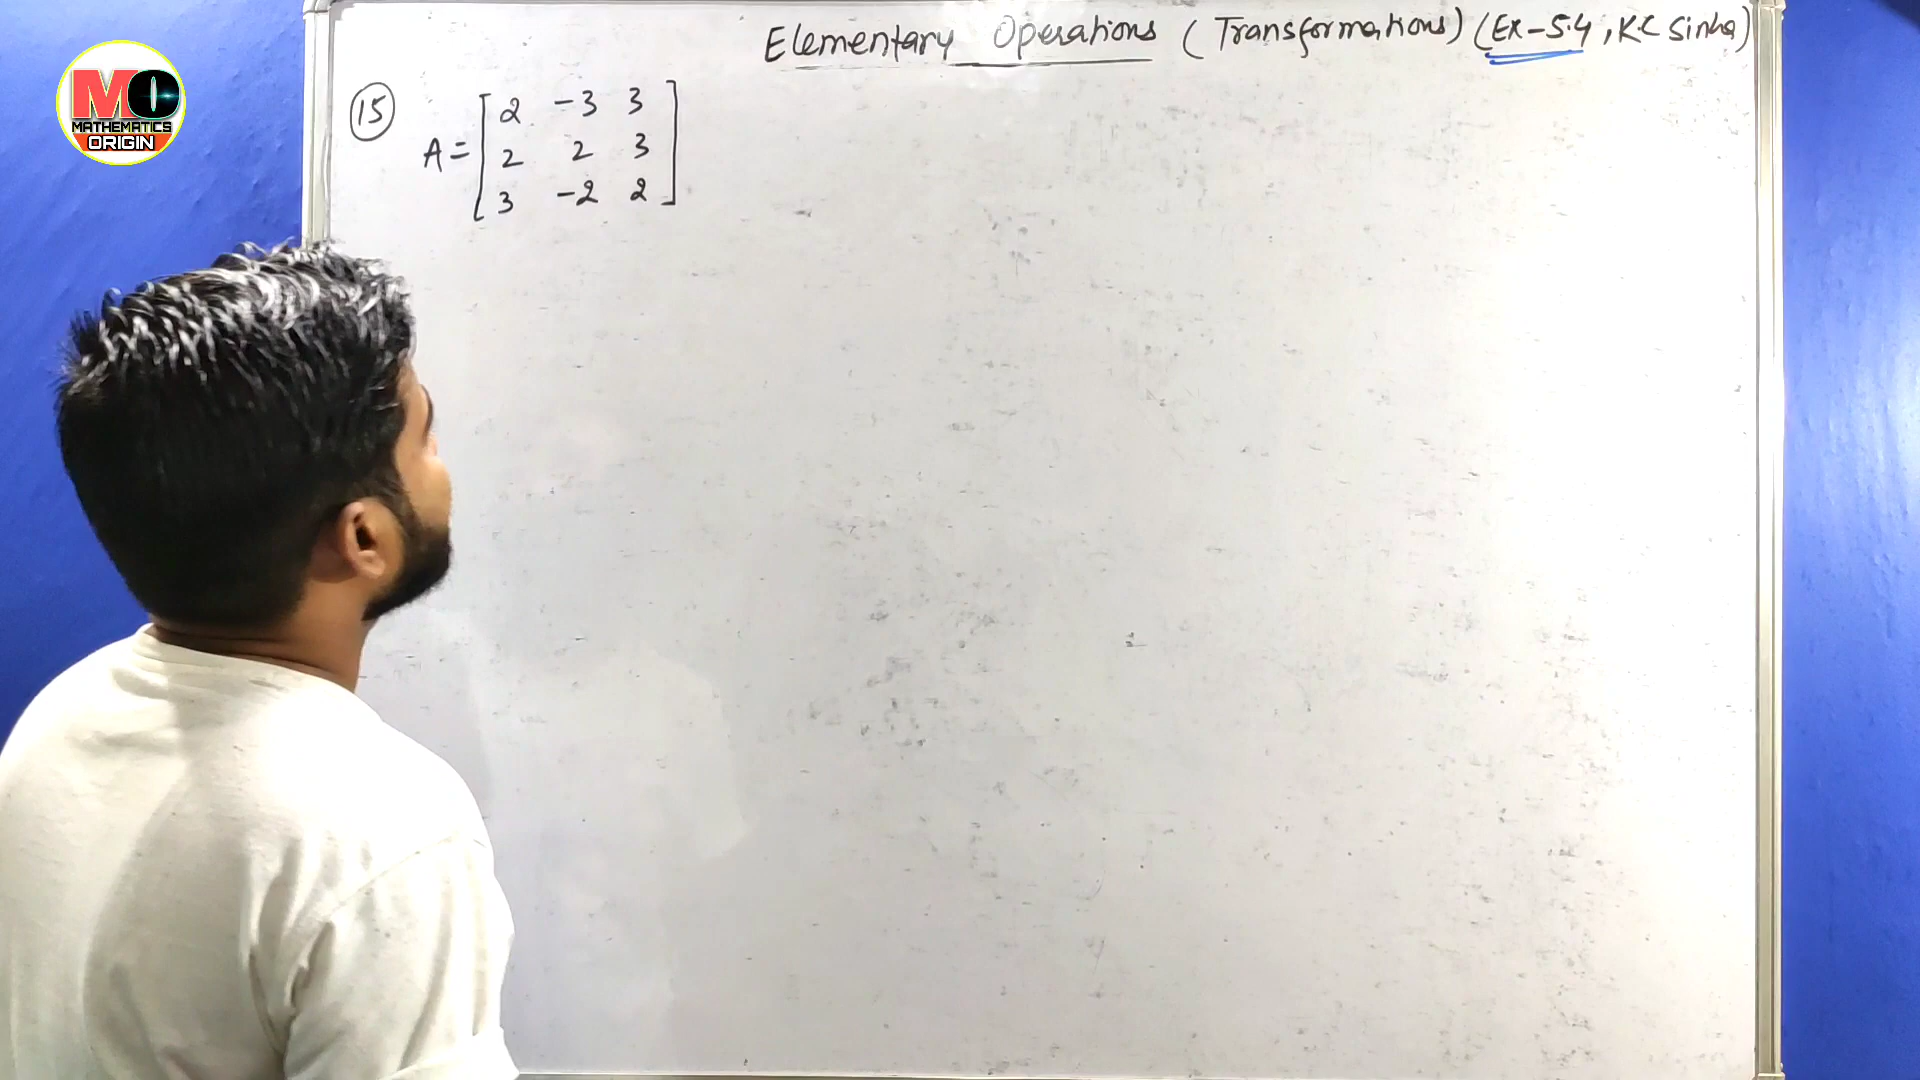 Elementary Operations (Transformations) (Ex-5.4, K.C Sinha)
MO
MATHEMATICS
ORIGIN
15
A = [ 2 -3 3
2 2 3
3 -2 2 ]